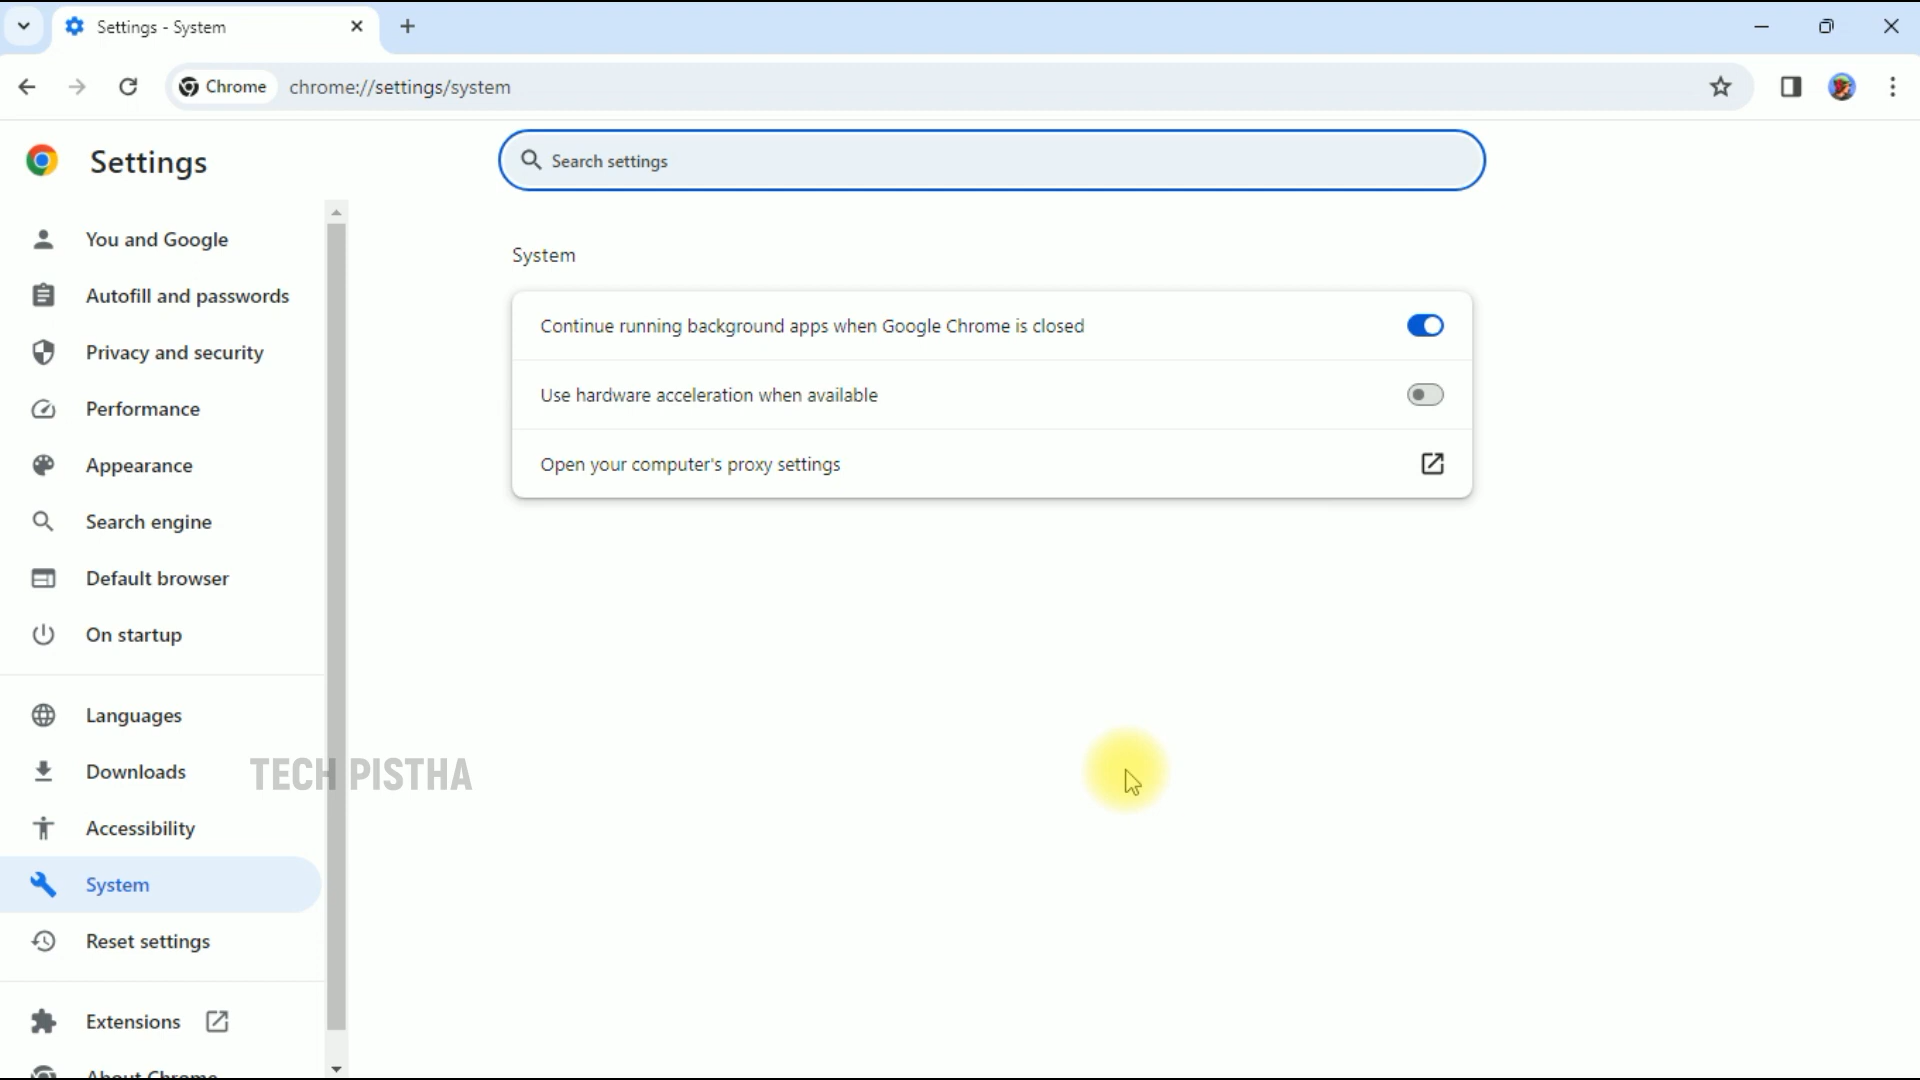 Settings - System
Chrome
chrome://settings/system
Settings
Search settings
You and Google
Autofill and passwords
Privacy and security
Performance
Appearance
Search engine
Default browser
On startup
Languages
Downloads
Accessibility
System
Reset settings
Extensions
About Chrome
System
Continue running background apps when Google Chrome is closed
Use hardware acceleration when available
Open your computer's proxy settings
TECH PISTHA